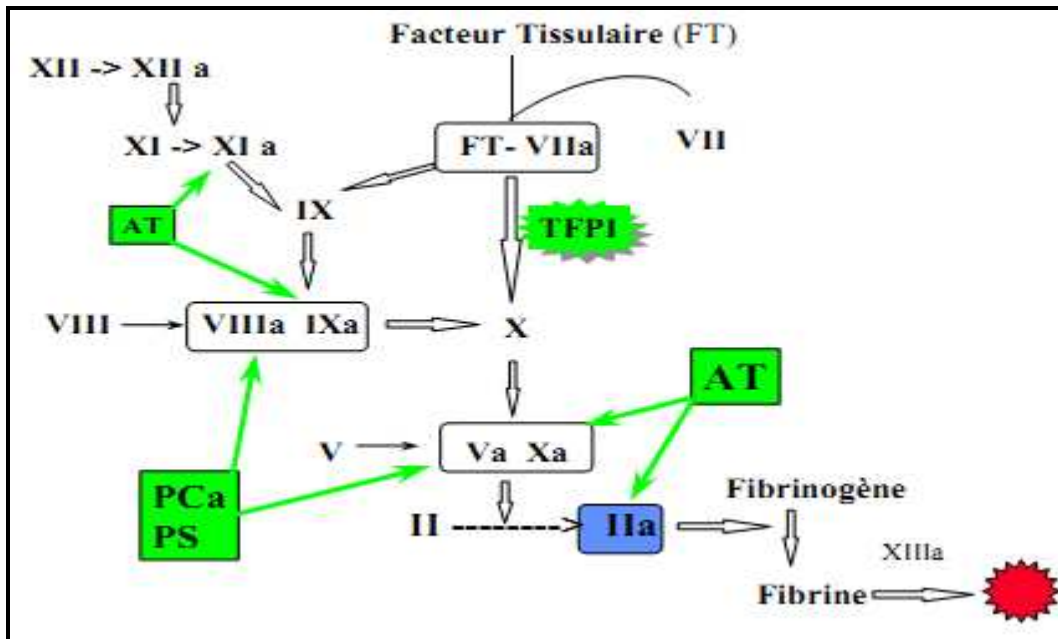 Facteur Tissulaire (FT)
XII -> XII a
XI -> XI a
FT- VIIa
VII
AT
IX
TFPI
VIII
VIIIa IXa
X
AT
V
Va Xa
PCa
PS
II
IIa
Fibrinogène
XIIIa
Fibrine